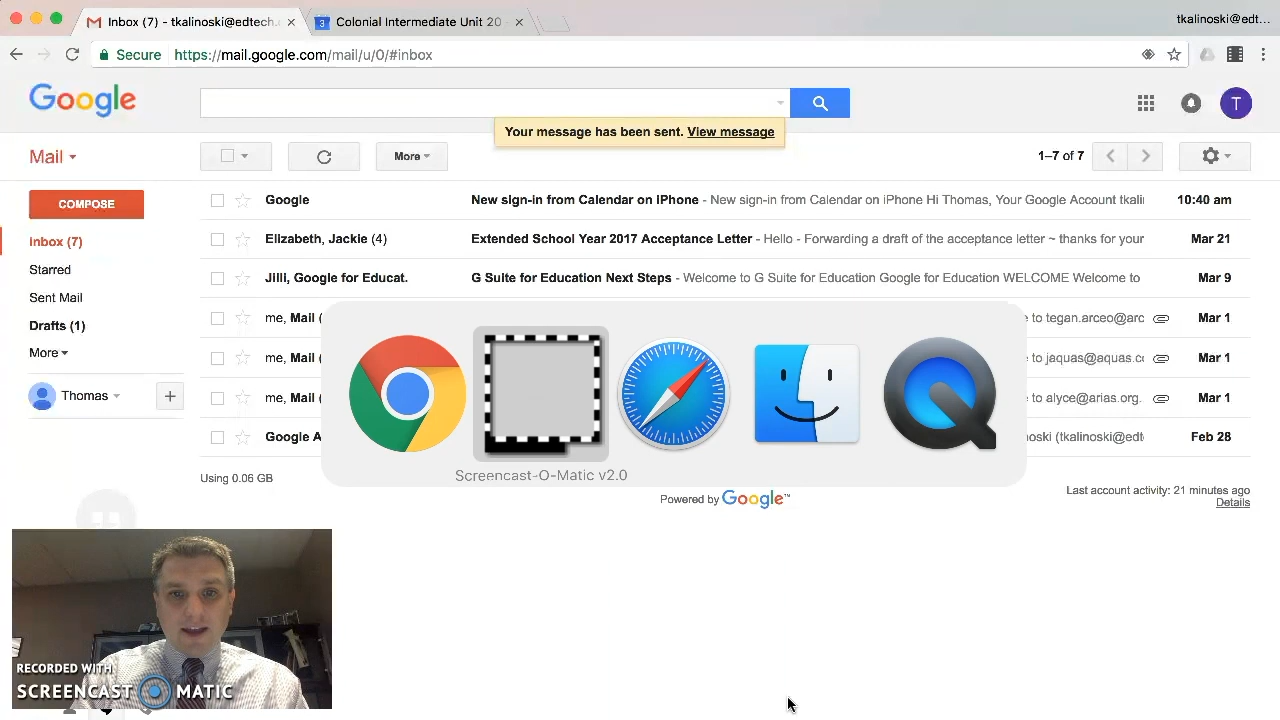 Inbox (7) - tkalinoski@edtech.
Colonial Intermediate Unit 20 -
tkalinoski@edt...
Secure
https://mail.google.com/mail/u/0/#inbox
Google
T
Your message has been sent. View message
Mail
More
1–7 of 7
COMPOSE
Inbox (7)
Starred
Sent Mail
Drafts (1)
More
Thomas
+
Google New sign-in from Calendar on iPhone - New sign-in from Calendar on iPhone Hi Thomas, Your Google Account tkali 10:40 am
Elizabeth, Jackie (4) Extended School Year 2017 Acceptance Letter - Hello - Forwarding a draft of the acceptance letter ~ thanks for your Mar 21
Jilli, Google for Educat. G Suite for Education Next Steps - Welcome to G Suite for Education Google for Education WELCOME Welcome to Mar 9
me, Mail ( e to tegan.arceo@arc Mar 1
me, Mail ( e to jaquas@aquas.cc Mar 1
me, Mail ( e to alyce@arias.org. Mar 1
Google A noski (tkalinoski@edt Feb 28
Screencast-O-Matic v2.0
Using 0.06 GB
Powered by Google™
Last account activity: 21 minutes ago
Details
RECORDED WITH
SCREENCAST MATIC